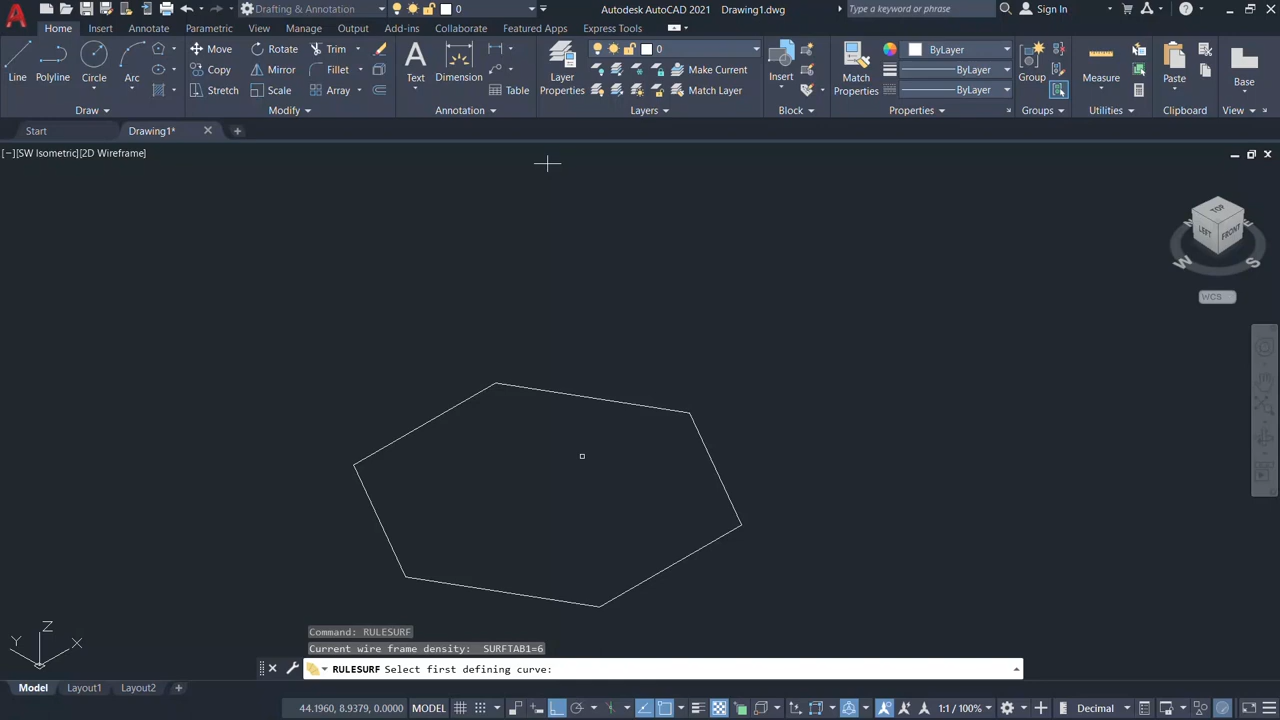 Drafting & Annotation
0
Autodesk AutoCAD 2021 Drawing1.dwg
Type a keyword or phrase
Sign In
Home Insert Annotate Parametric View Manage Output Add-ins Collaborate Featured Apps Express Tools
Line Polyline Circle Arc
Move Rotate Trim
Copy Mirror Fillet
Stretch Scale Array
Text Dimension Table
Layer Properties
0
Make Current
Match Layer
Insert
Match Properties
ByLayer
ByLayer
ByLayer
Group
Measure
Paste
Base
Draw Modify Annotation Layers Block Properties Groups Utilities Clipboard View
Start Drawing1*
[−][SW Isometric][2D Wireframe]
TOP
LEFT
FRONT
N
E
W
S
WCS
Z
Y
X
Command: RULESURF
Current wire frame density: SURFTAB1=6
RULESURF Select first defining curve:
Model Layout1 Layout2
44.1960, 8.9379, 0.0000 MODEL 1:1 / 100% Decimal